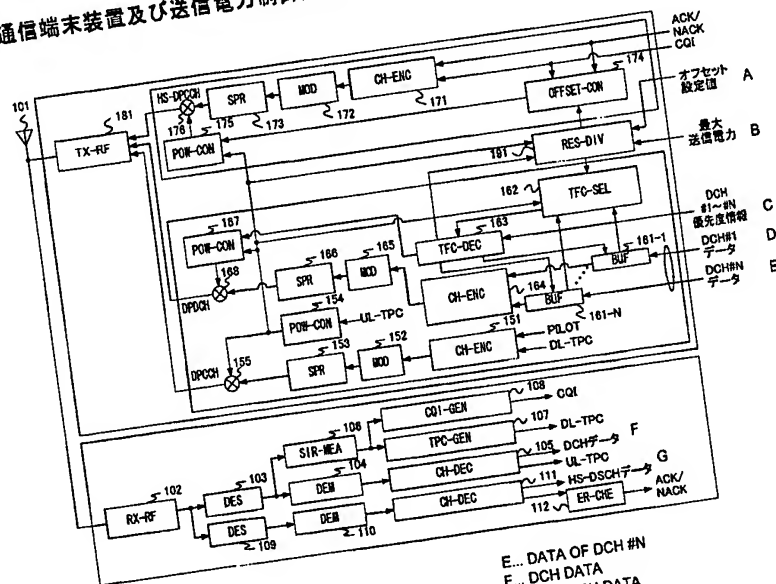 通信端末装置及び送信電力制御
ACK/
NACK
CQI
174
OFFSET-CON
オフセット
設定値
A
最大
送信電力
B
CH-ENC
171
MOD
172
SPR
173
HS-DPCCH
176
175
POW-CON
181
TX-RF
101
191
RES-DIV
162
TFC-SEL
DCH
#1~#N
優先度情報
C
163
TFC-DEC
161-1
BUF
DCH#1
データ
D
DCH#N
データ
E
BUF
161-N
164
CH-ENC
165
MOD
166
SPR
167
POW-CON
168
DPDCH
154
POW-CON
UL-TPC
PILOT
DL-TPC
151
CH-ENC
152
MOD
153
SPR
155
DPCCH
108
CQI-GEN
CQI
107
TPC-GEN
DL-TPC
106
SIR-MEA
105
CH-DEC
DCHデータ
F
UL-TPC
104
DEM
103
DES
102
RX-RF
111
CH-DEC
HS-DSCHデータ
G
112
ER-CHE
ACK/
NACK
110
DEM
109
DES
E... DATA OF DCH #N
F... DCH DATA